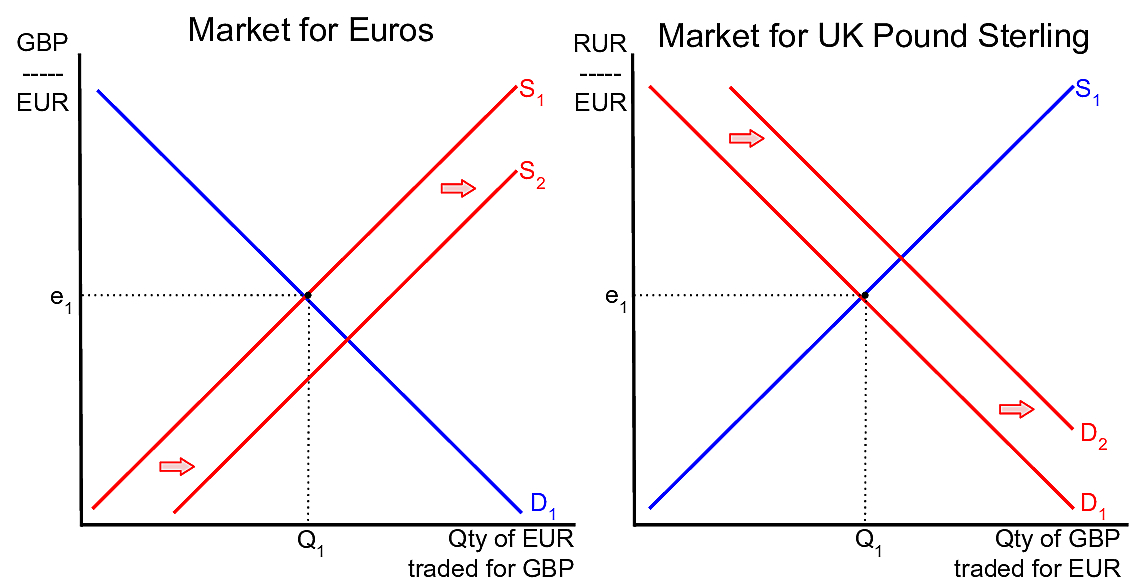 Market for Euros
GBP
-----
EUR
S1
S2
e1
D1
Q1
Qty of EUR
traded for GBP
Market for UK Pound Sterling
RUR
-----
EUR
S1
e1
D2
D1
Q1
Qty of GBP
traded for EUR